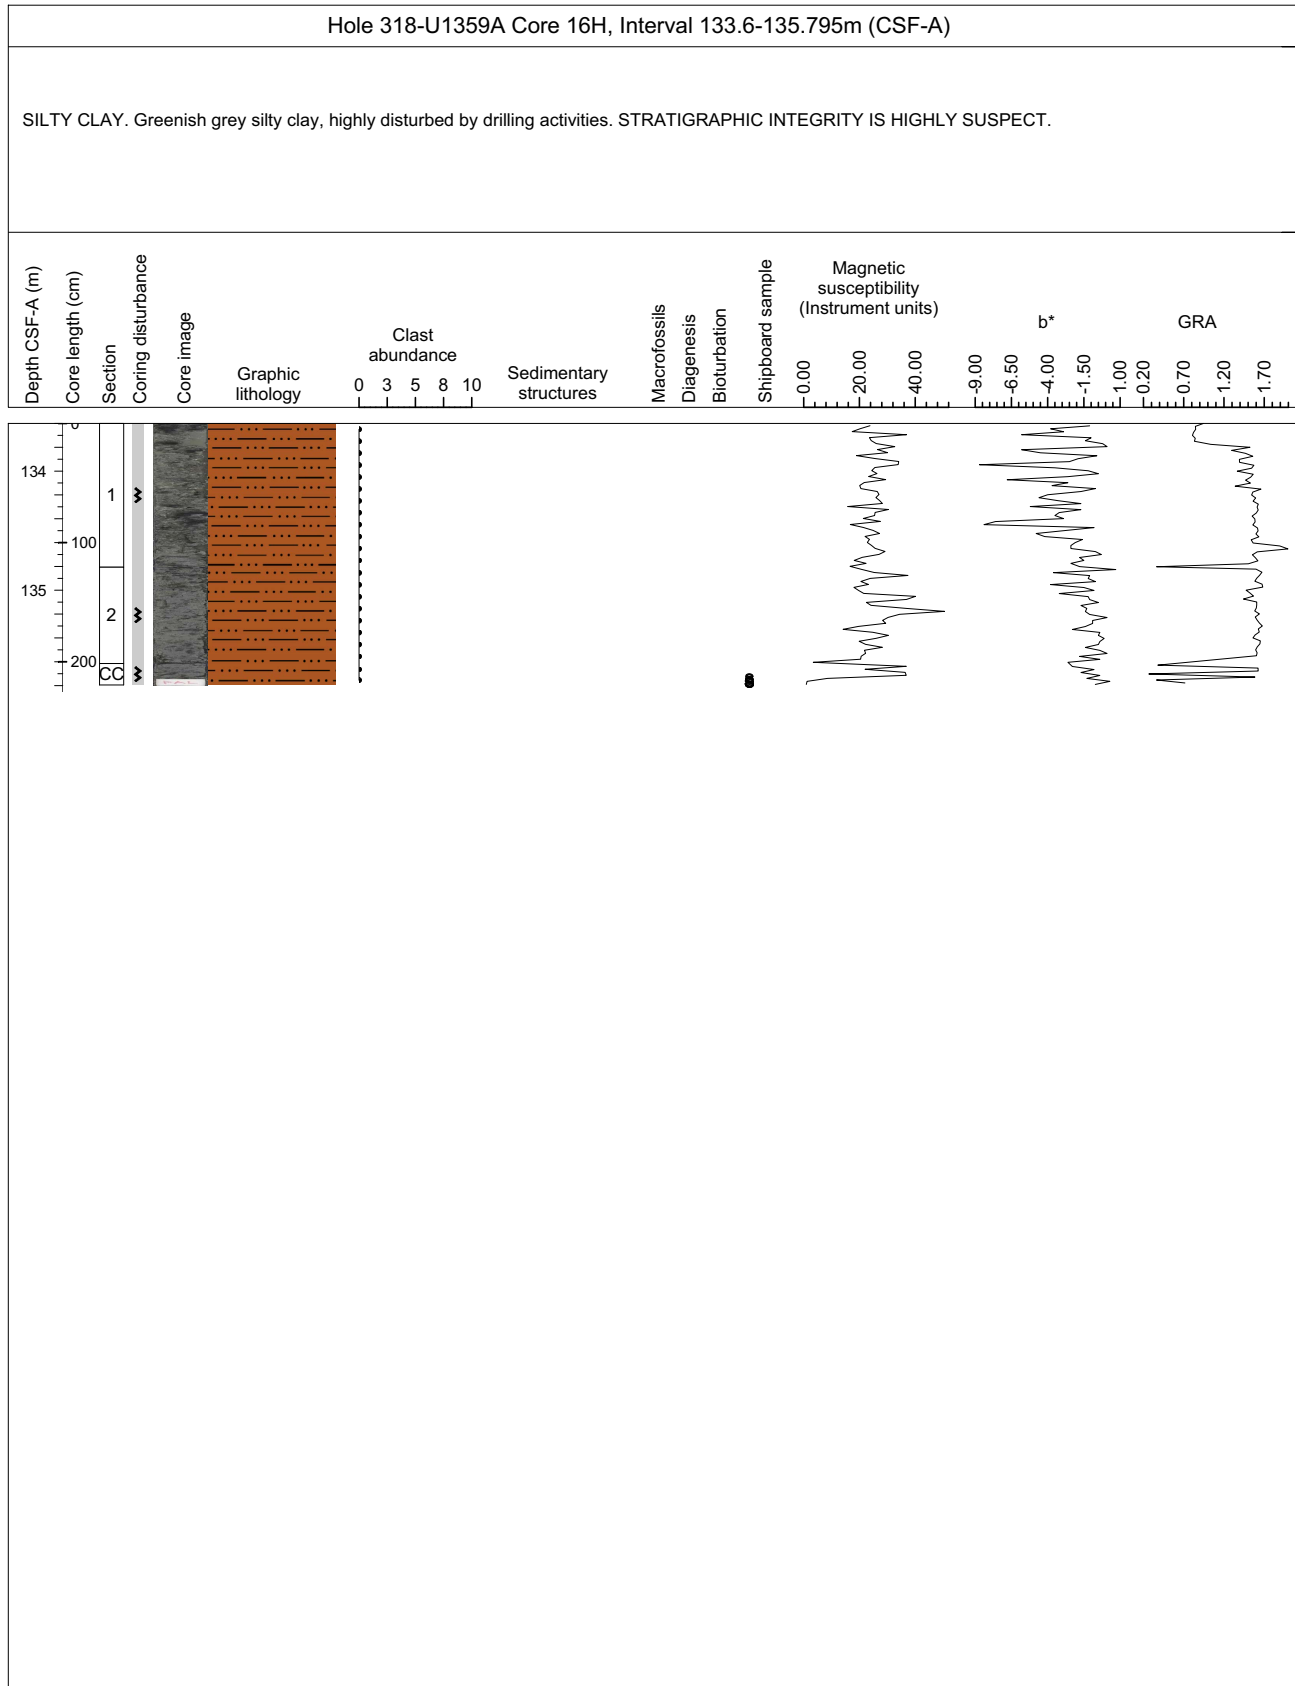 Hole 318-U1359A Core 16H, Interval 133.6-135.795m (CSF-A)
SILTY CLAY. Greenish grey silty clay, highly disturbed by drilling activities. STRATIGRAPHIC INTEGRITY IS HIGHLY SUSPECT.
Depth CSF-A (m)
Core length (cm)
Section
Coring disturbance
Core image
Graphic
lithology
Clast
abundance
0 3 5 8 10
Sedimentary
structures
Macrofossils
Diagenesis
Bioturbation
Shipboard sample
Magnetic
susceptibility
(Instrument units)
0.00 20.00 40.00
b*
-9.00 -6.50 -4.00 -1.50 1.00
GRA
0.20 0.70 1.20 1.70
0
134
1
100
135
2
200
CC